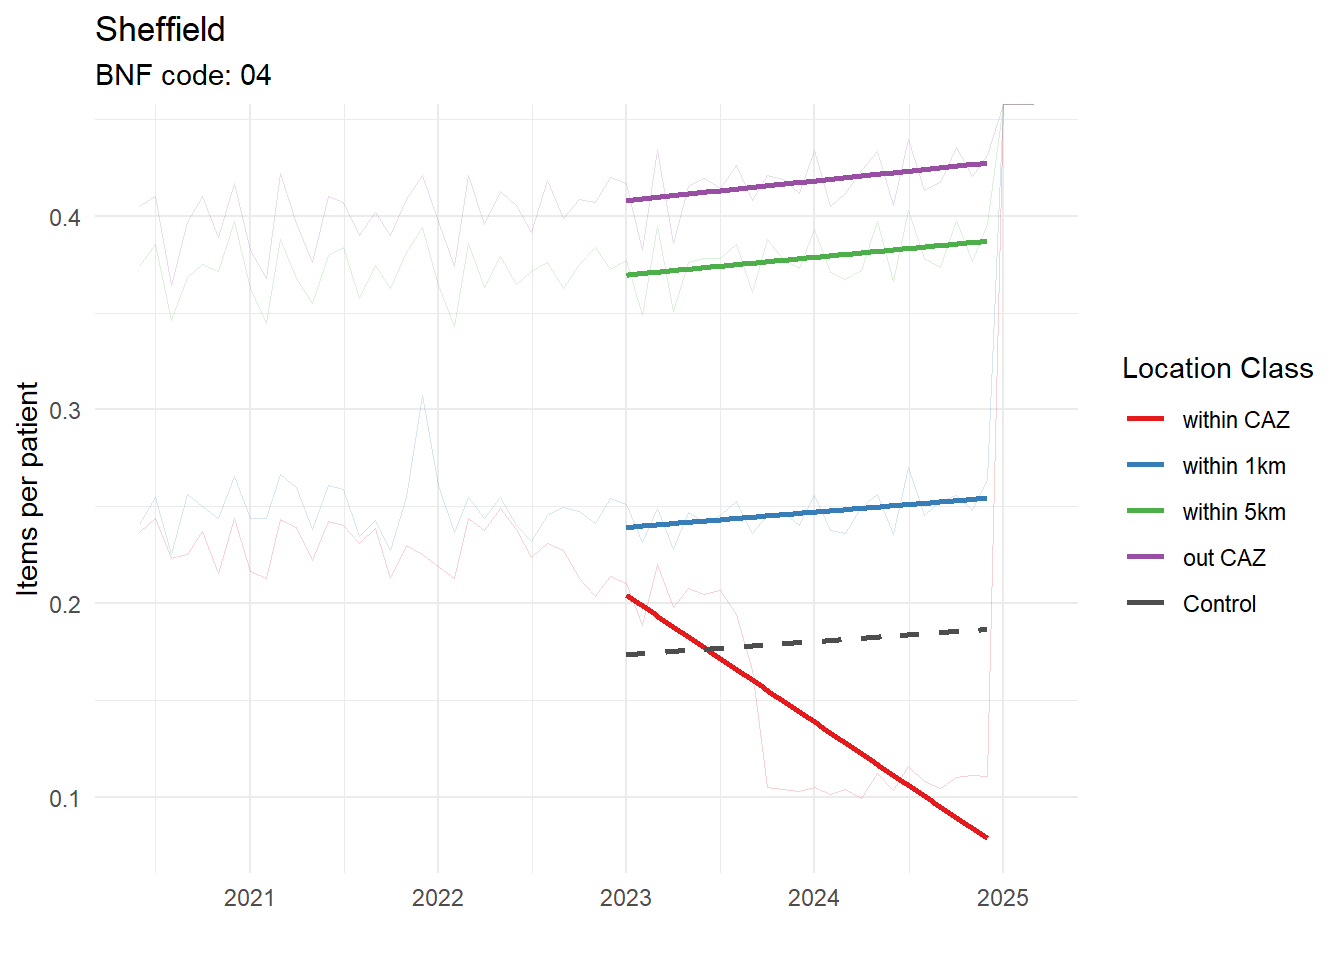 Sheffield
BNF code: 04
Items per patient
0.4
0.3
0.2
0.1
2021
2022
2023
2024
2025
Location Class
within CAZ
within 1km
within 5km
out CAZ
Control